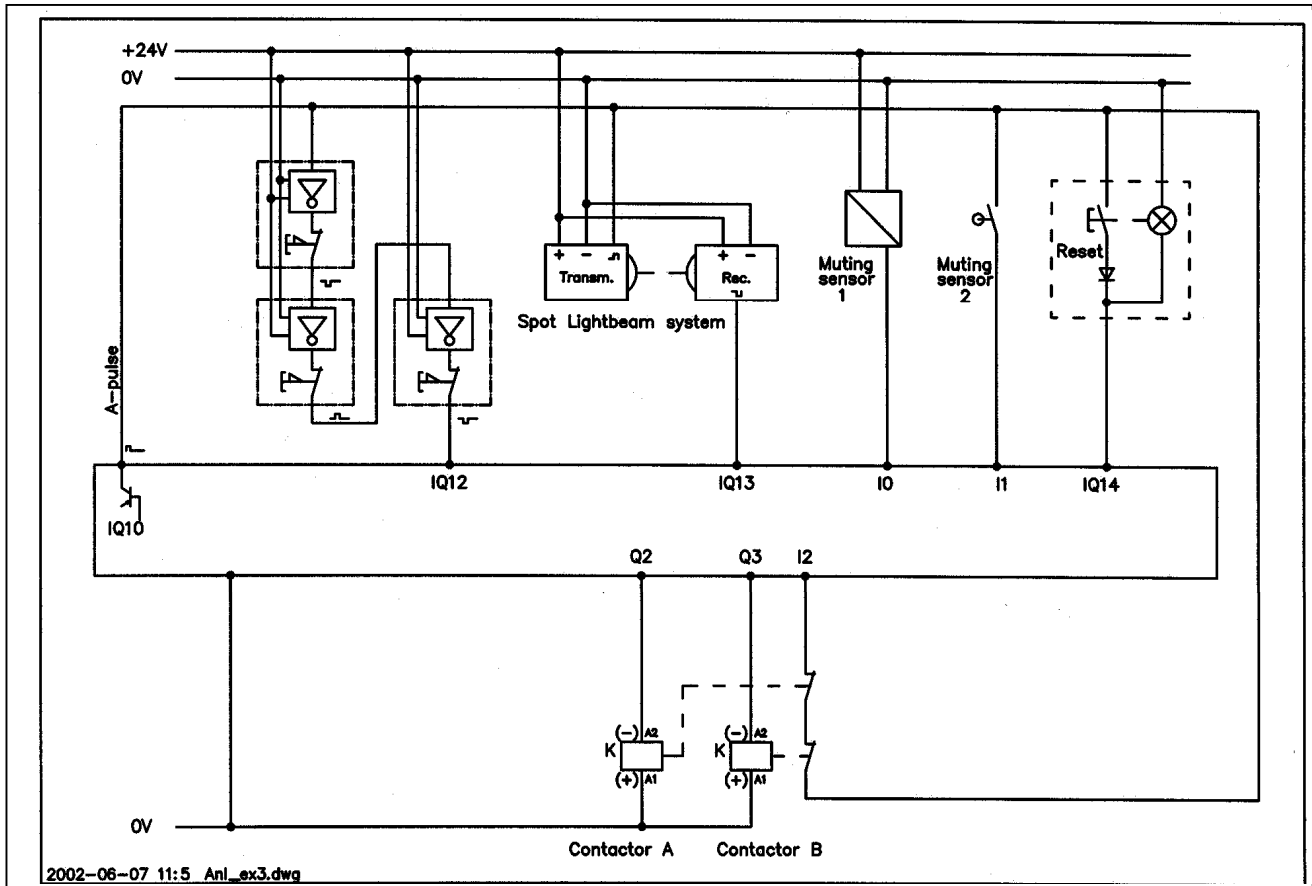 +24V
0V
A-pulse
+ - + -
Transm. Rec.
Spot Lightbeam system
Muting
sensor
1
Muting
sensor
2
Reset
IQ10
IQ12
IQ13
I0
I1
IQ14
Q2
Q3
I2
(-) A2
K
(+) A1
(-) A2
K
(+) A1
0V
Contactor A
Contactor B
2002-06-07 11:5 Anl_ex3.dwg